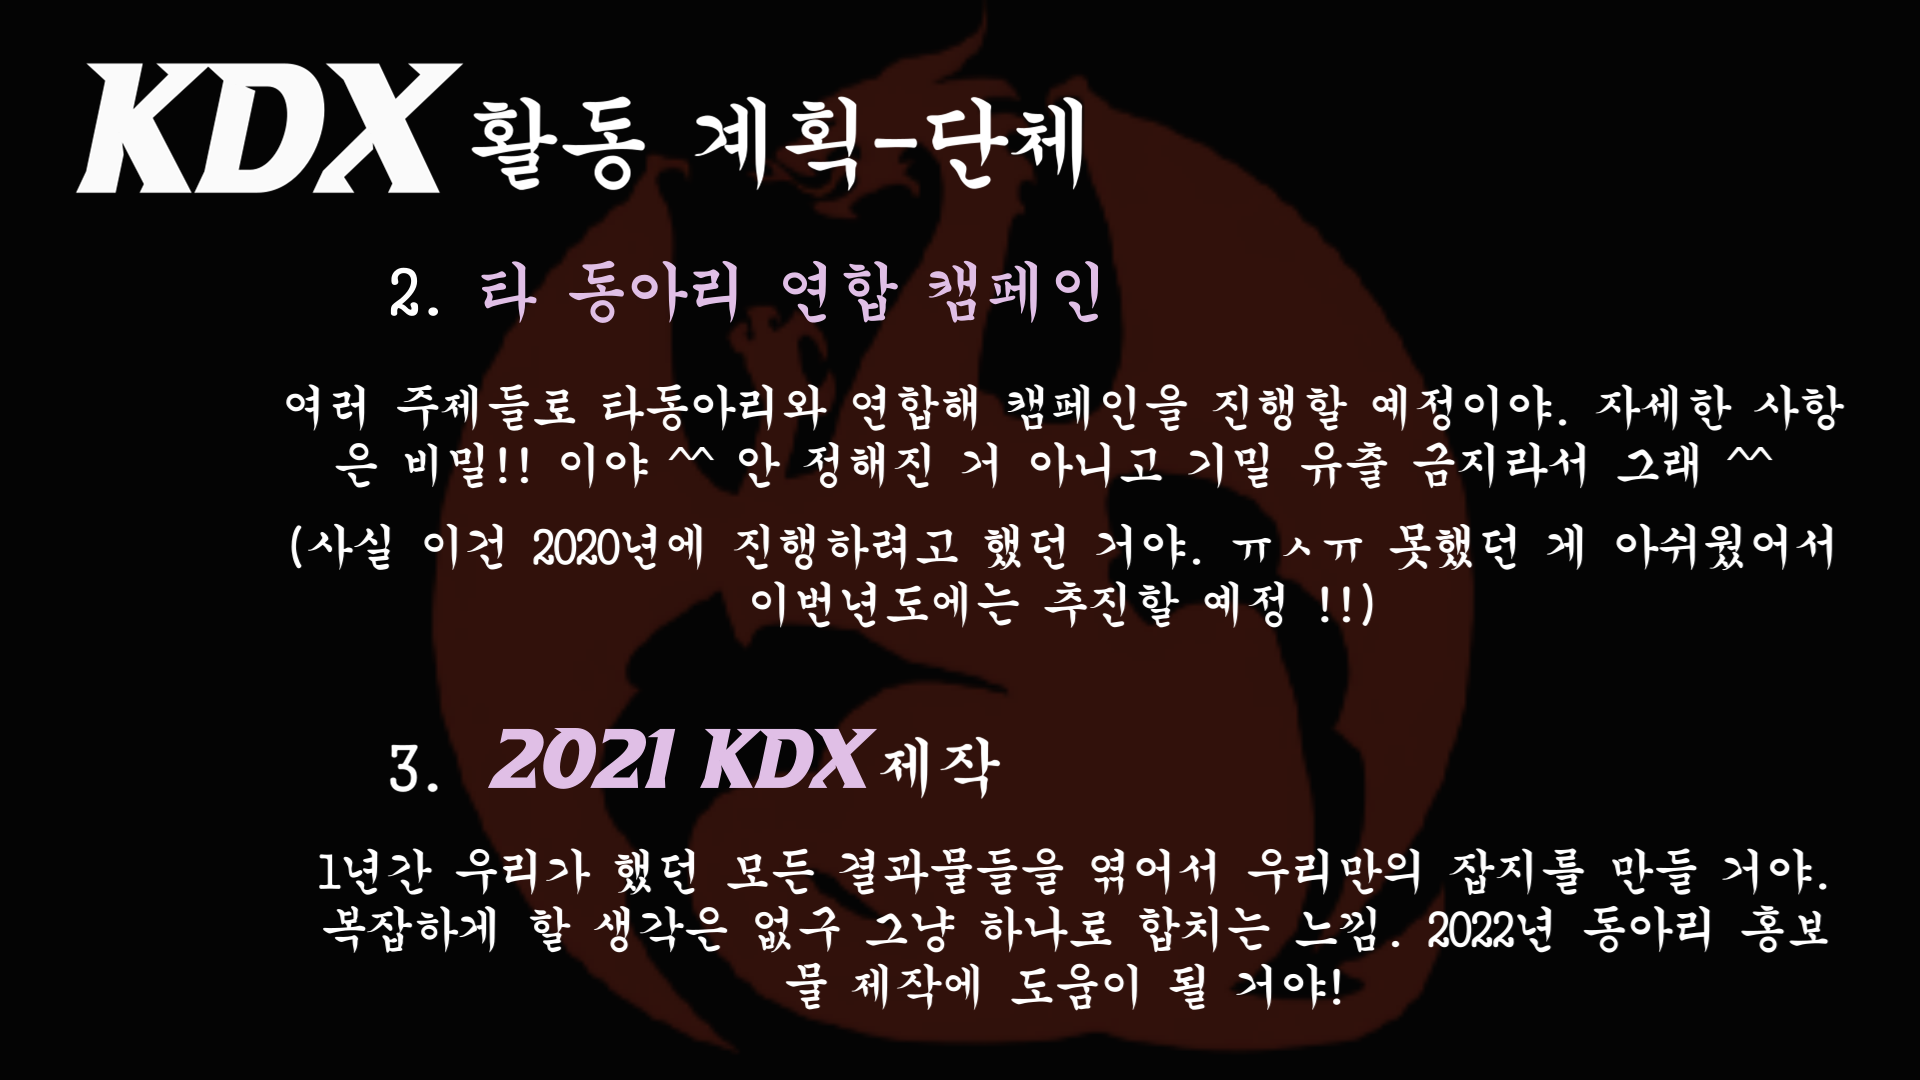 KDX 활동 계획-단체
2. 타 동아리 연합 캠페인
여러 주제들로 타동아리와 연합해 캠페인을 진행할 예정이야. 자세한 사항
은 비밀!! 이야 ^^ 안 정해진 거 아니고 기밀 유출 금지라서 그래 ^^
(사실 이건 2020년에 진행하려고 했던 거야. ㅠㅅㅠ 못했던 게 아쉬웠어서
이번년도에는 추진할 예정 !!)
3. 2021 KDX 제작
1년간 우리가 했던 모든 결과물들을 엮어서 우리만의 잡지를 만들 거야.
복잡하게 할 생각은 없구 그냥 하나로 합치는 느낌. 2022년 동아리 홍보
물 제작에 도움이 될 거야!